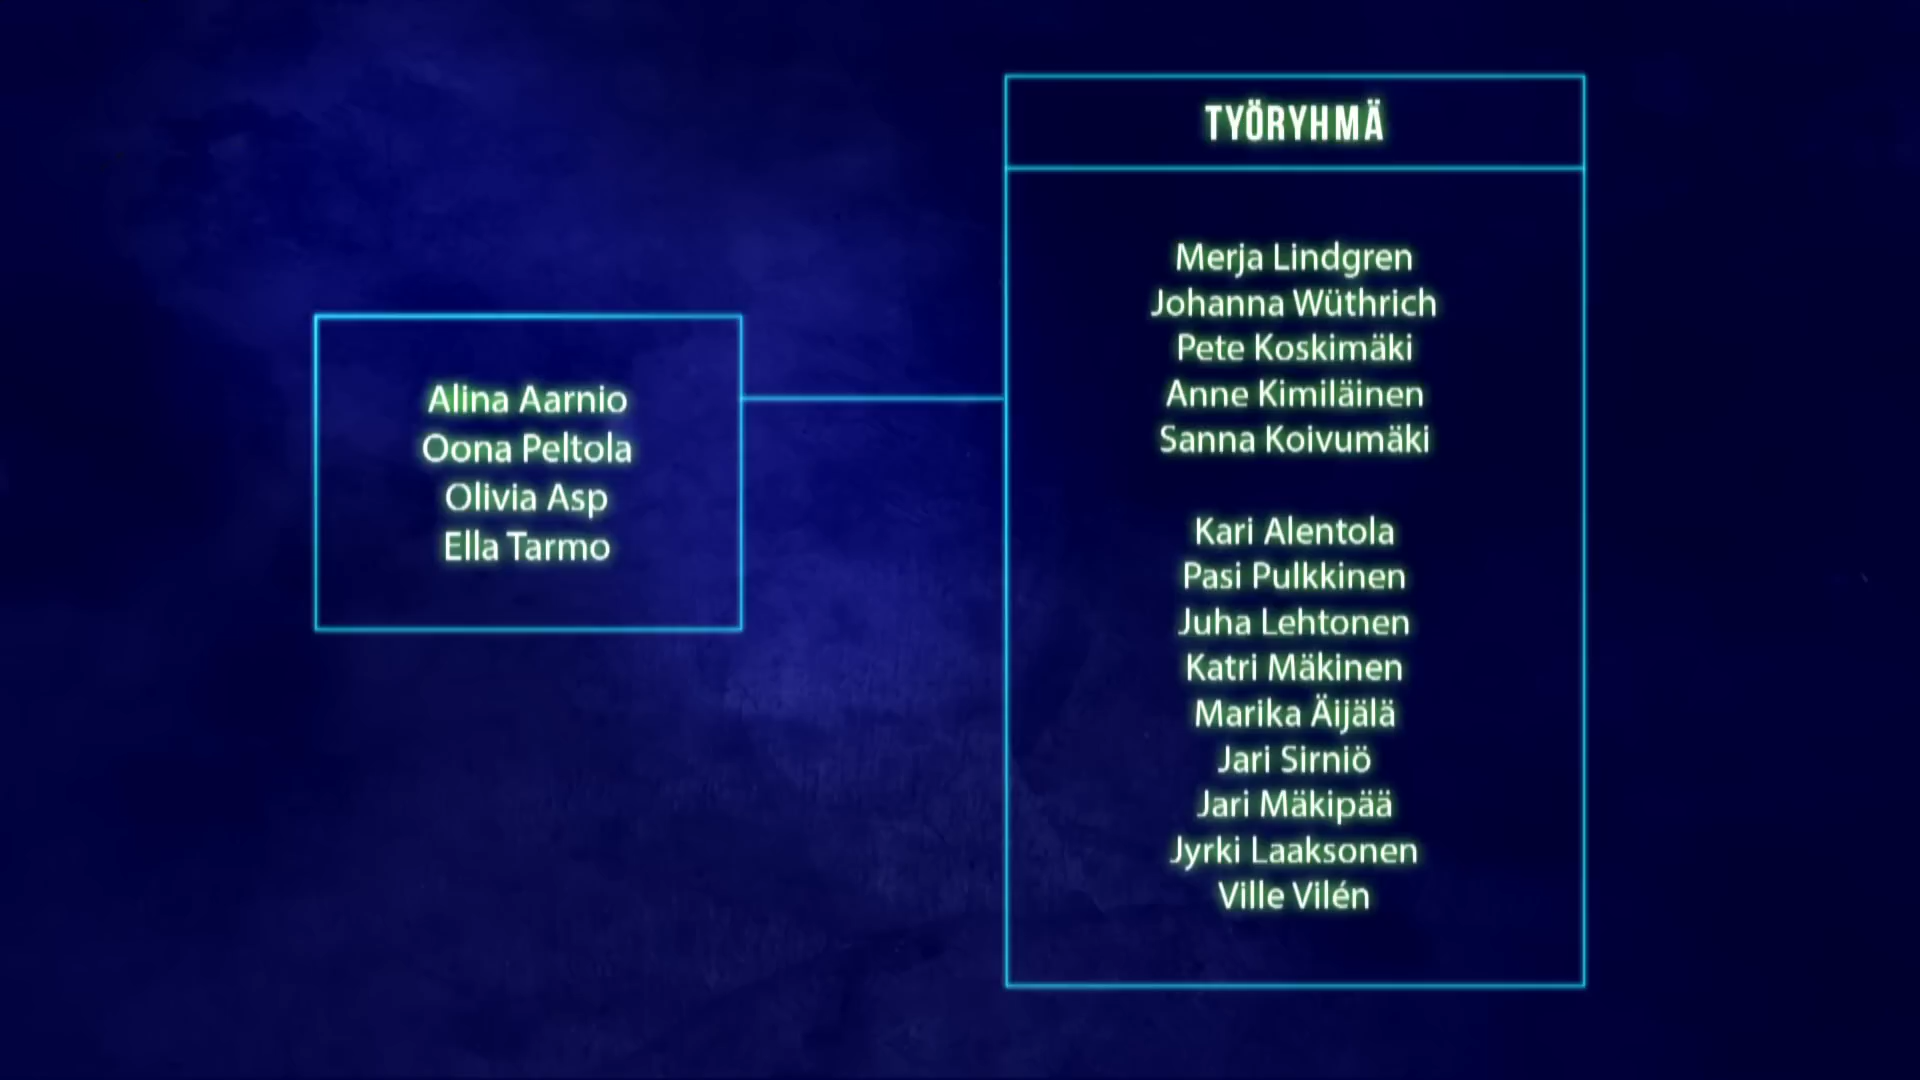 Alina Aarnio
Oona Peltola
Olivia Asp
Ella Tarmo
TYÖRYHMÄ
Merja Lindgren
Johanna Wüthrich
Pete Koskimäki
Anne Kimiläinen
Sanna Koivumäki
Kari Alentola
Pasi Pulkkinen
Juha Lehtonen
Katri Mäkinen
Marika Äijälä
Jari Sirniö
Jari Mäkipää
Jyrki Laaksonen
Ville Vilén